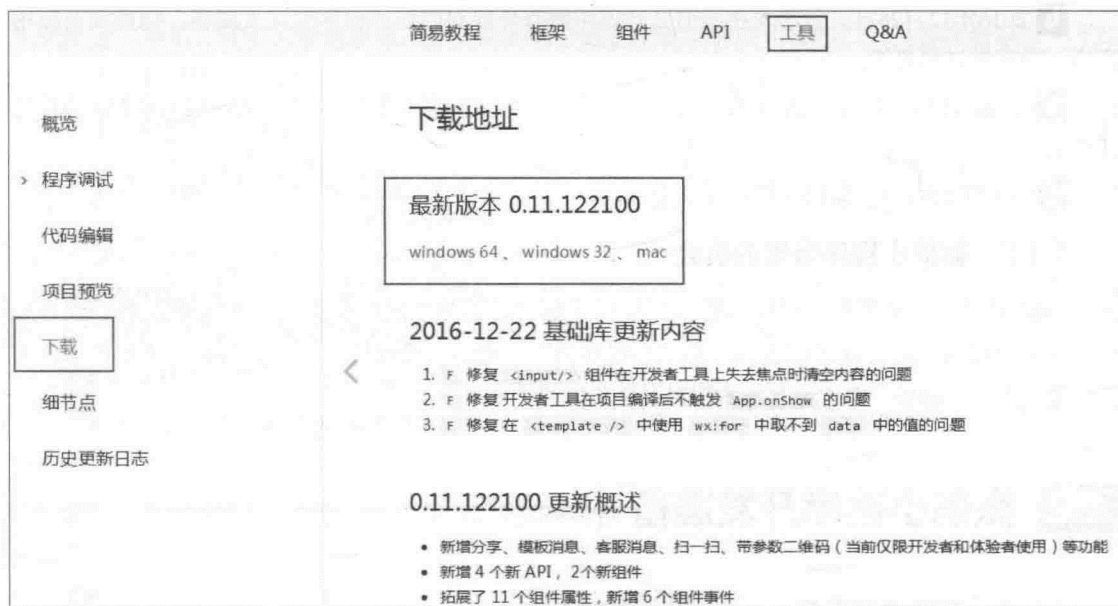 简易教程 框架 组件 API 工具 Q&A
概览
程序调试
代码编辑
项目预览
下载
细节点
历史更新日志
下载地址
最新版本 0.11.122100
windows 64 、 windows 32 、 mac
2016-12-22 基础库更新内容
1. F 修复 <input/> 组件在开发者工具上失去焦点时清空内容的问题
2. F 修复 开发者工具在项目编译后不触发 App.onShow 的问题
3. F 修复 在 <template /> 中使用 wx:for 中取不到 data 中的值的问题
0.11.122100 更新概述
• 新增分享、模板消息、客服消息、扫一扫、带参数二维码（当前仅限开发者和体验者使用）等功能
• 新增 4 个新 API ，2个新组件
• 拓展了 11 个组件属性，新增 6 个组件事件